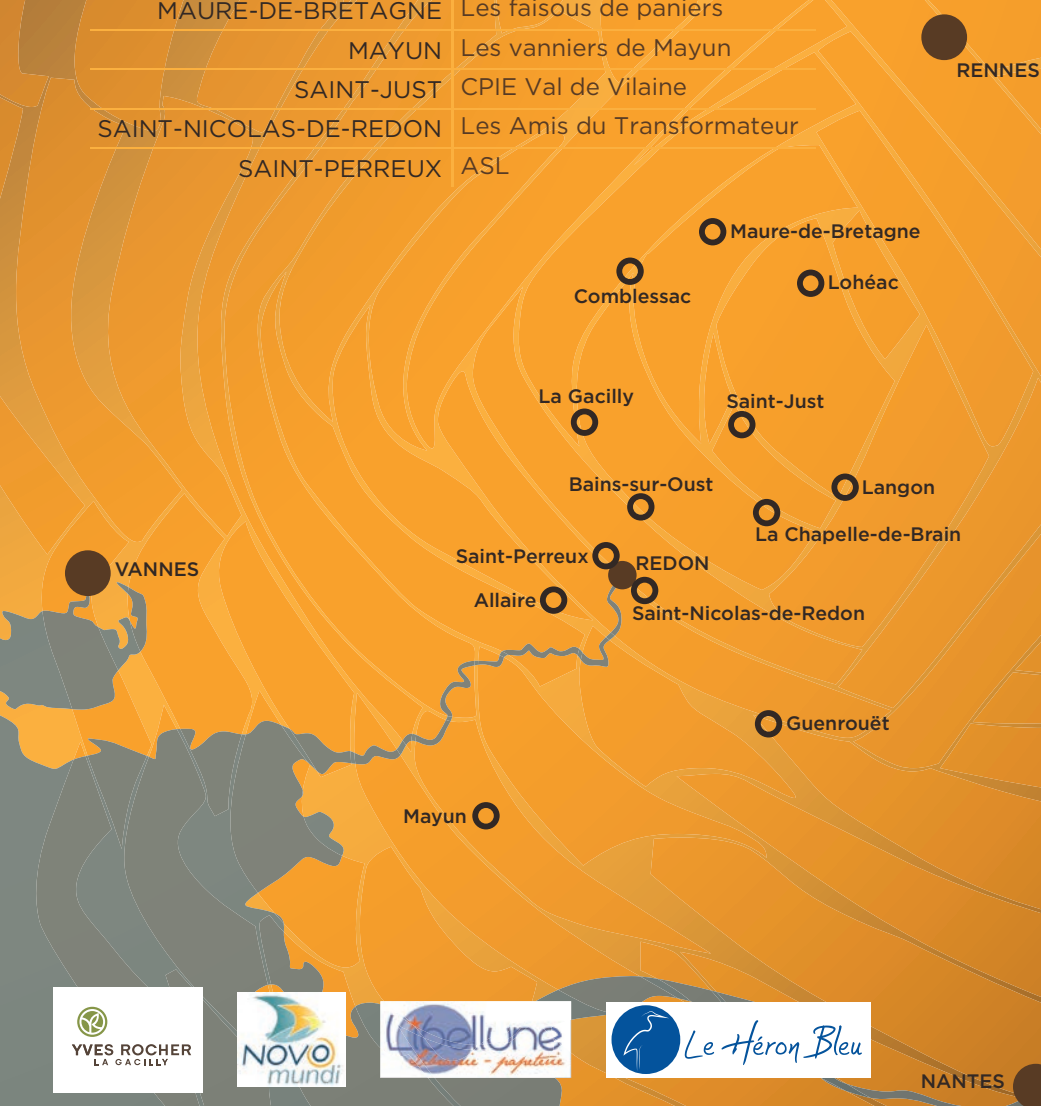 MAURE-DE-BRETAGNE Les faisous de paniers
MAYUN Les vanniers de Mayun
SAINT-JUST CPIE Val de Vilaine
SAINT-NICOLAS-DE-REDON Les Amis du Transformateur
SAINT-PERREUX ASL
RENNES
Maure-de-Bretagne
Comblessac
Lohéac
La Gacilly
Saint-Just
Bains-sur-Oust
Langon
La Chapelle-de-Brain
Saint-Perreux
REDON
VANNES
Allaire
Saint-Nicolas-de-Redon
Guenrouët
Mayun
YVES ROCHER
LA GACILLY
NOVO
mundi
Libellune
Librairie - papeterie
Le Héron Bleu
NANTES